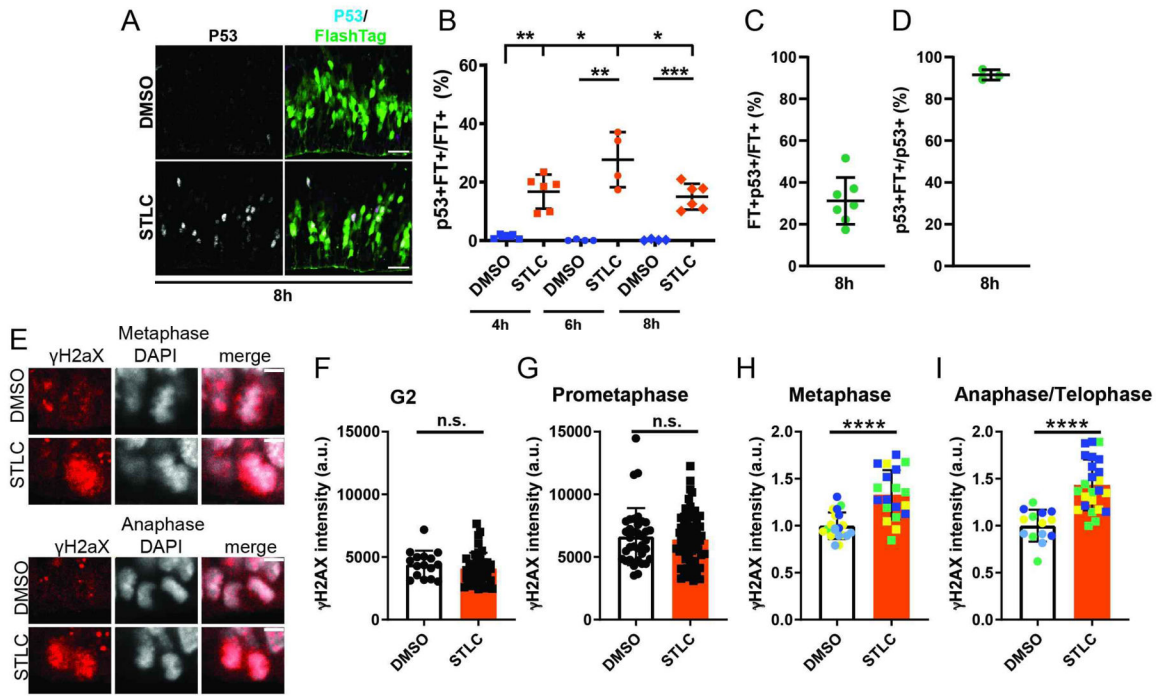 A
P53
P53/
FlashTag
DMSO
STLC
8h
B
** * *
** ***
p53+FT+/FT+ (%)
60
40
20
0
DMSO STLC DMSO STLC DMSO STLC
4h 6h 8h
C
FT+p53+/FT+ (%)
100
80
60
40
20
0
8h
D
p53+FT+/p53+ (%)
100
80
60
40
20
0
8h
E
Metaphase
γH2aX DAPI merge
DMSO
STLC
Anaphase
γH2aX DAPI merge
DMSO
STLC
F
G2
n.s.
γH2AX intensity (a.u.)
15000
10000
5000
0
DMSO STLC
G
Prometaphase
n.s.
γH2AX intensity (a.u.)
15000
10000
5000
0
DMSO STLC
H
Metaphase
****
γH2AX intensity (a.u.)
2.0
1.5
1.0
0.5
0.0
DMSO STLC
I
Anaphase/Telophase
****
γH2AX intensity (a.u.)
2.0
1.5
1.0
0.5
0.0
DMSO STLC